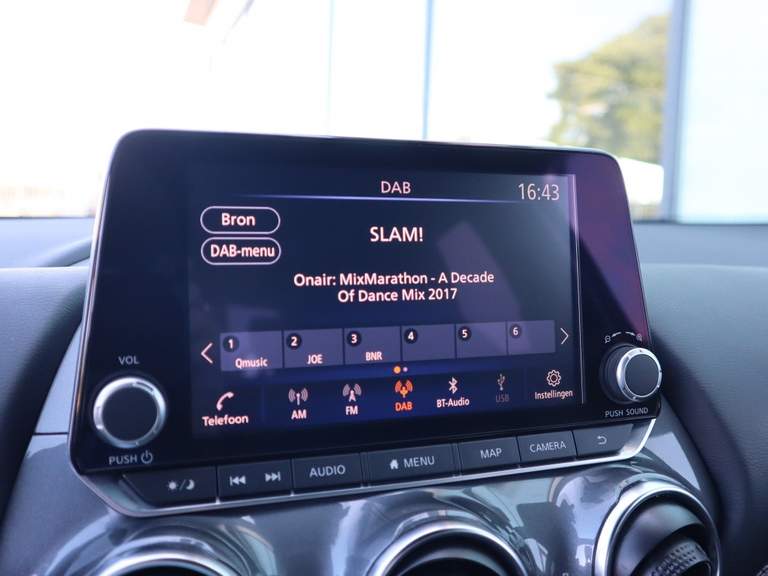 DAB
16:43
Bron
SLAM!
DAB-menu
Onair: MixMarathon - A Decade
Of Dance Mix 2017
1 2 3 4 5 6
Qmusic JOE BNR
Telefoon AM FM DAB BT-Audio USB Instellingen
VOL
PUSH
PUSH SOUND
AUDIO MENU MAP CAMERA